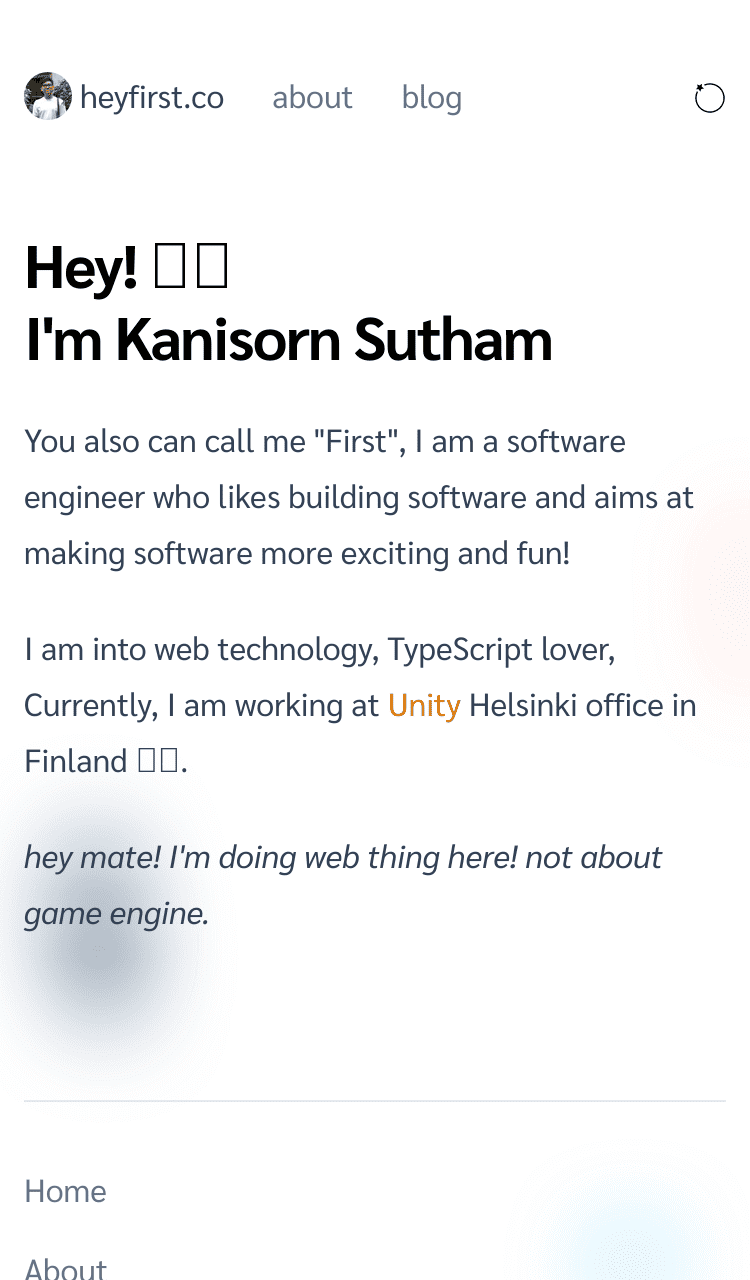 heyfirst.co about blog
Hey! 
I'm Kanisorn Sutham
You also can call me "First", I am a software
engineer who likes building software and aims at
making software more exciting and fun!
I am into web technology, TypeScript lover,
Currently, I am working at Unity Helsinki office in
Finland .
hey mate! I'm doing web thing here! not about
game engine.
Home
About